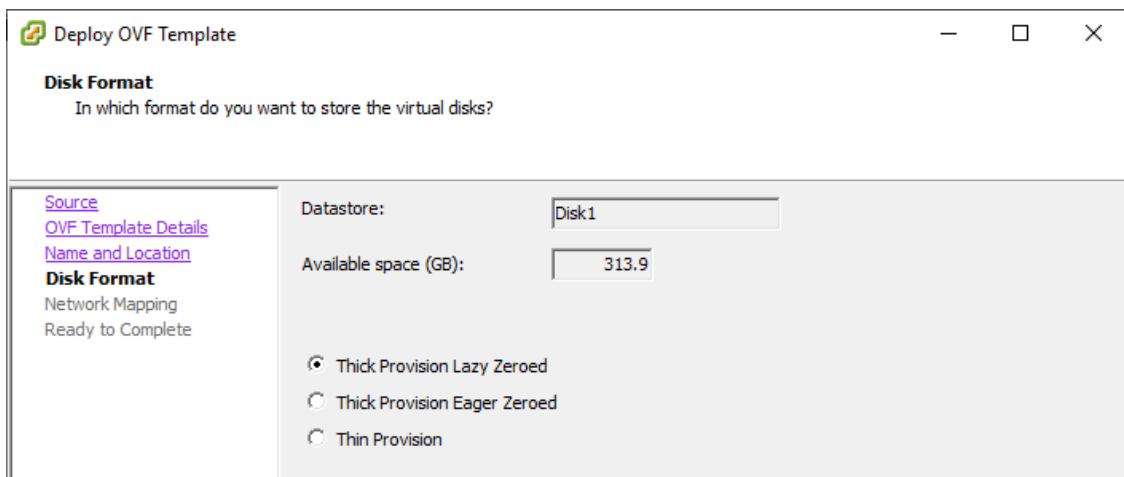 Deploy OVF Template
Disk Format
In which format do you want to store the virtual disks?
Source
OVF Template Details
Name and Location
Disk Format
Network Mapping
Ready to Complete
Datastore: Disk1
Available space (GB): 313.9
Thick Provision Lazy Zeroed
Thick Provision Eager Zeroed
Thin Provision